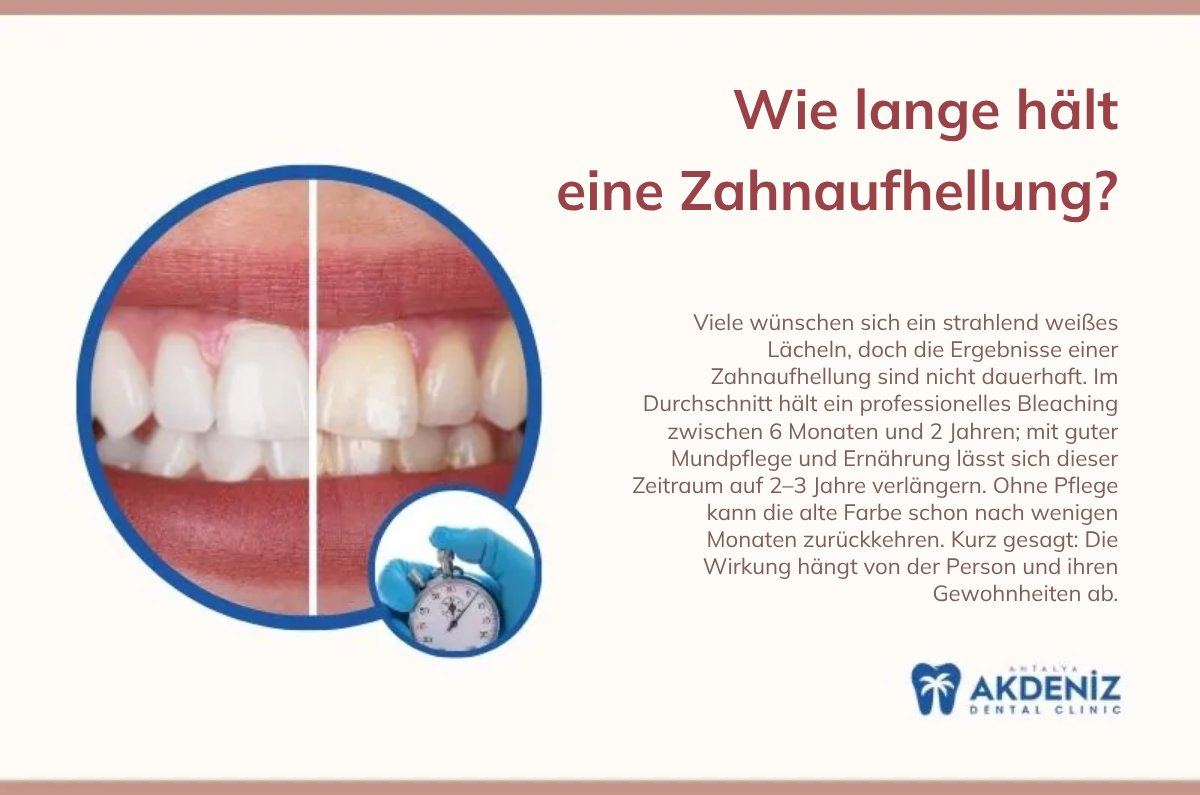 Wie lange hält
eine Zahnaufhellung?
Viele wünschen sich ein strahlend weißes
Lächeln, doch die Ergebnisse einer
Zahnaufhellung sind nicht dauerhaft. Im
Durchschnitt hält ein professionelles Bleaching
zwischen 6 Monaten und 2 Jahren; mit guter
Mundpflege und Ernährung lässt sich dieser
Zeitraum auf 2–3 Jahre verlängern. Ohne Pflege
kann die alte Farbe schon nach wenigen
Monaten zurückkehren. Kurz gesagt: Die
Wirkung hängt von der Person und ihren
Gewohnheiten ab.
ANTALYA
AKDENİZ
DENTAL CLINIC